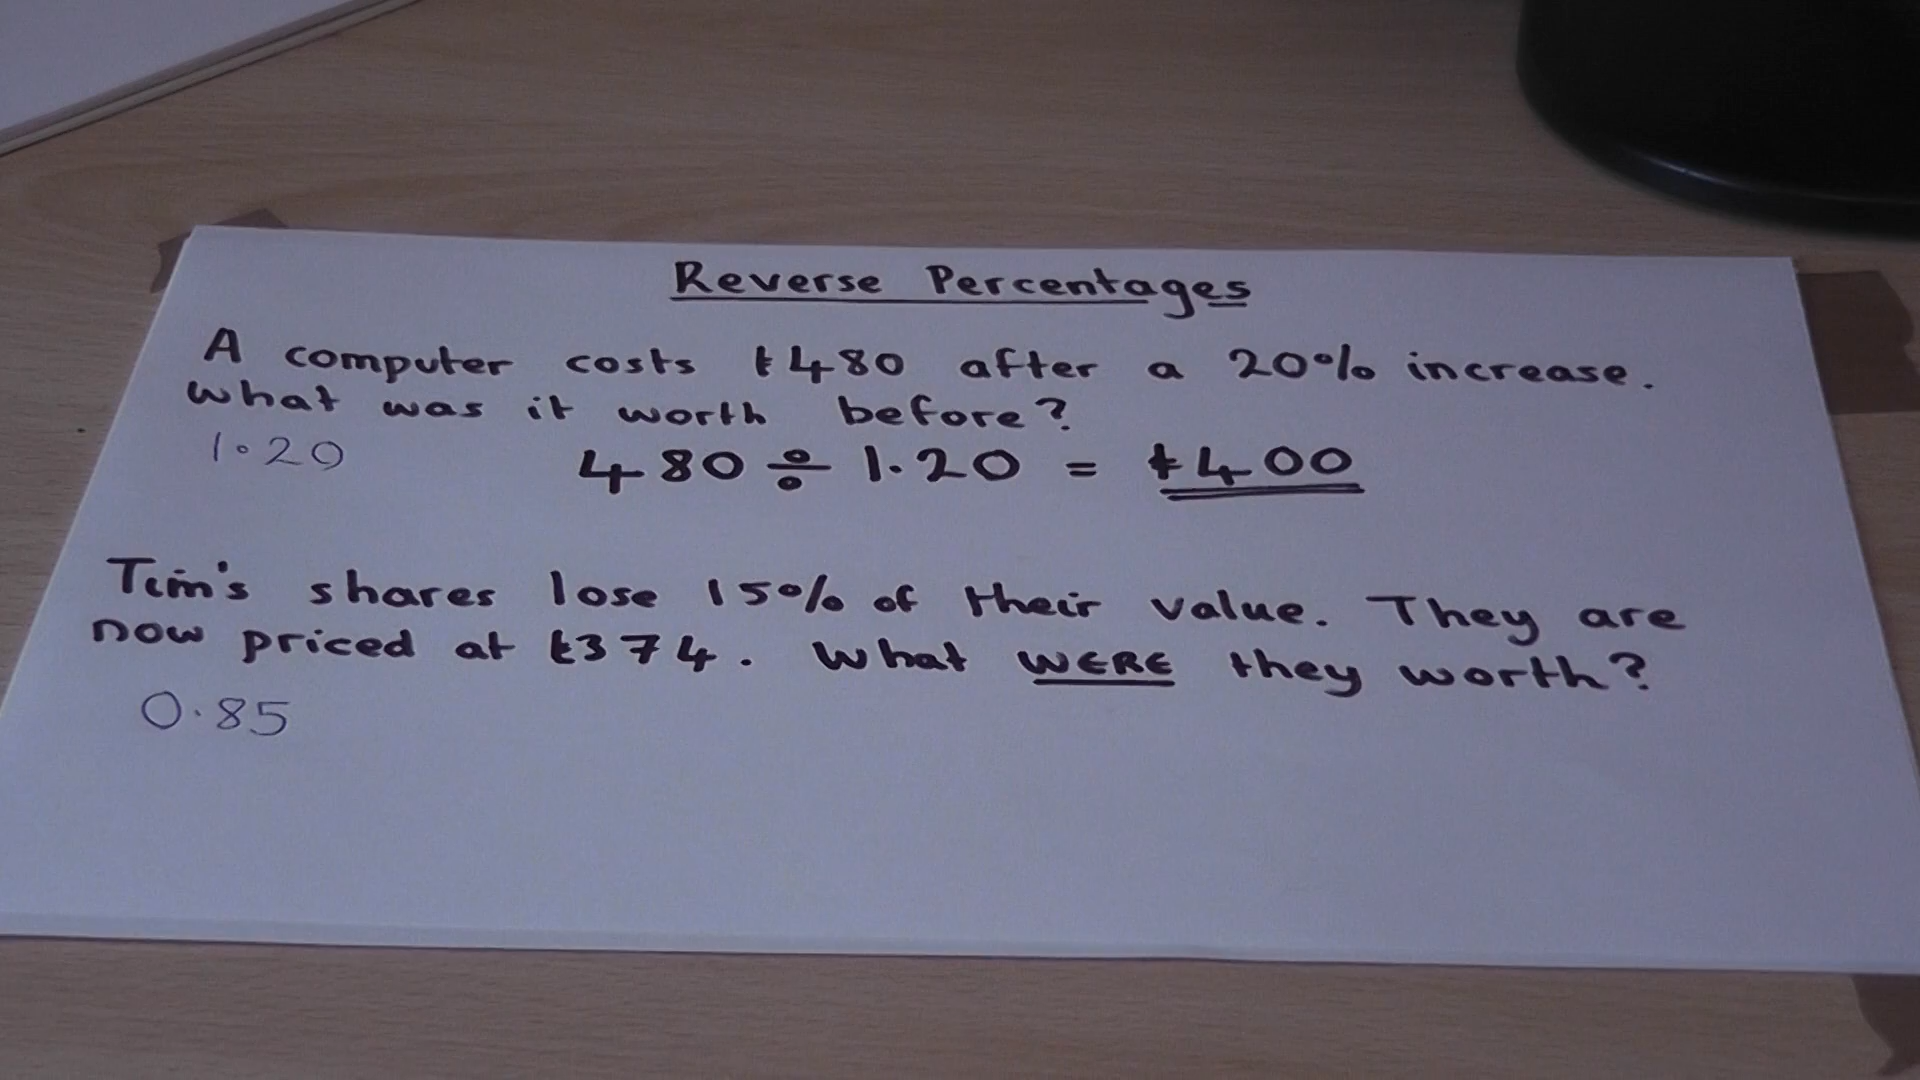 Reverse Percentages
A computer costs £480 after a 20% increase.
What was it worth before?
1.20
480 ÷ 1.20 = £400
Tim's shares lose 15% of their value. They are
now priced at £374. What WERE they worth?
0.85